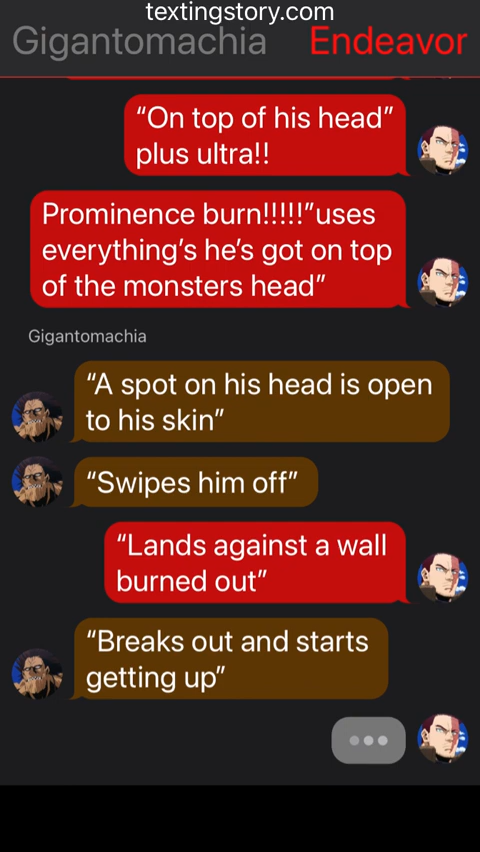 textingstory.com
Gigantomachia Endeavor
“On top of his head”
plus ultra!!
Prominence burn!!!!!”uses
everything’s he’s got on top
of the monsters head”
Gigantomachia
“A spot on his head is open
to his skin”
“Swipes him off”
“Lands against a wall
burned out”
“Breaks out and starts
getting up”